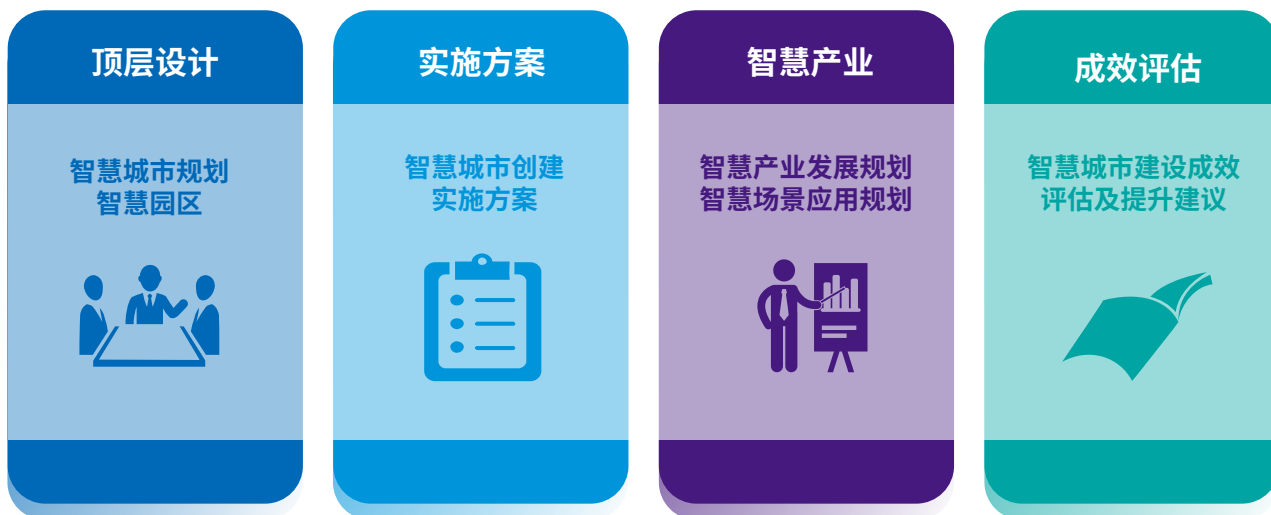 顶层设计
智慧城市规划
智慧园区
实施方案
智慧城市创建
实施方案
智慧产业
智慧产业发展规划
智慧场景应用规划
成效评估
智慧城市建设成效
评估及提升建议